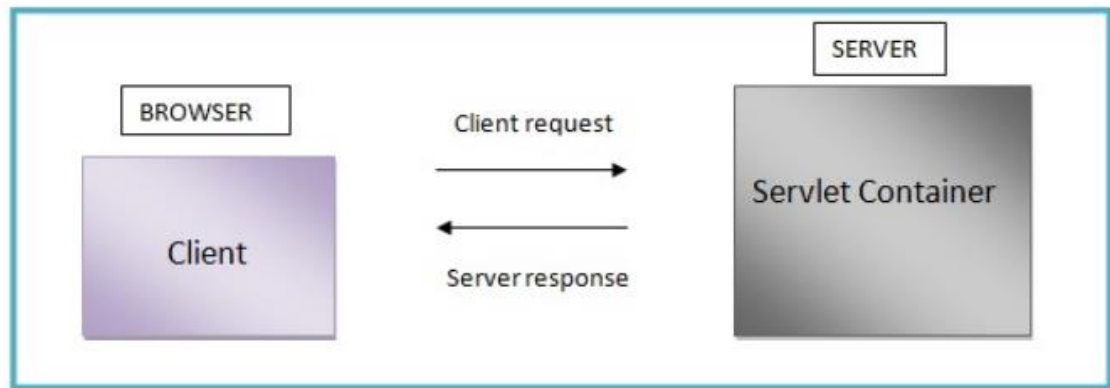 SERVER
BROWSER
Client request
Servlet Container
Client
Server response